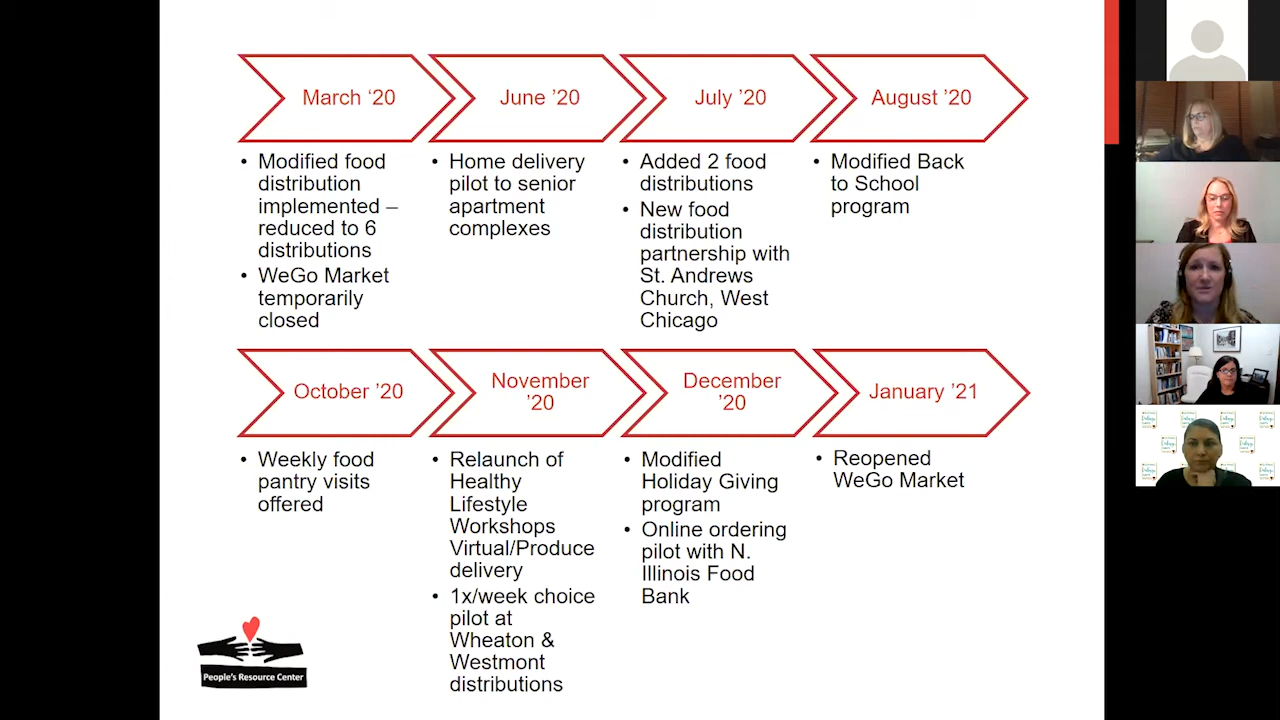 March ‘20
June ’20
July ’20
August ’20
• Modified food
distribution
implemented –
reduced to 6
distributions
• WeGo Market
temporarily
closed
• Home delivery
pilot to senior
apartment
complexes
• Added 2 food
distributions
• New food
distribution
partnership with
St. Andrews
Church, West
Chicago
• Modified Back
to School
program
October ’20
November
’20
December
’20
January ’21
• Weekly food
pantry visits
offered
• Relaunch of
Healthy
Lifestyle
Workshops
Virtual/Produce
delivery
• 1x/week choice
pilot at
Wheaton &
Westmont
distributions
• Modified
Holiday Giving
program
• Online ordering
pilot with N.
Illinois Food
Bank
• Reopened
WeGo Market
People's Resource Center